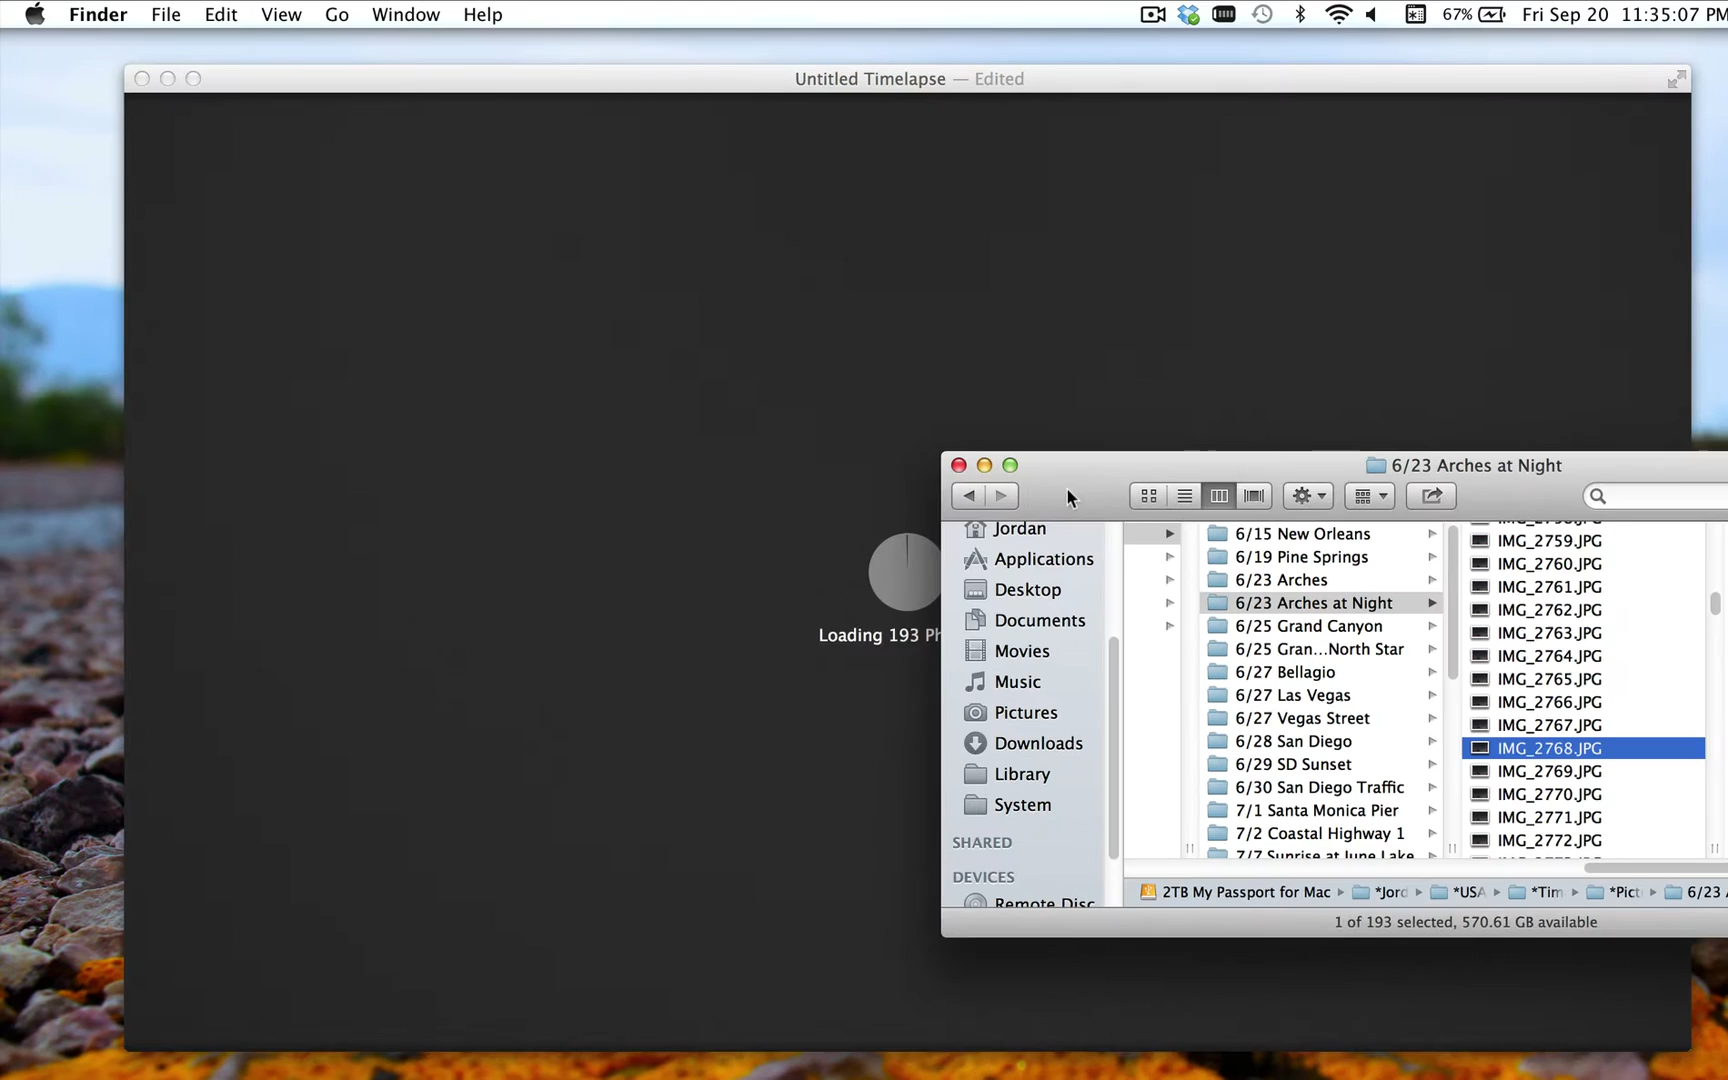 Finder File Edit View Go Window Help 67% Fri Sep 20 11:35:07 PM
Untitled Timelapse — Edited
Loading 193 Ph
6/23 Arches at Night
Jordan
Applications
Desktop
Documents
Movies
Music
Pictures
Downloads
Library
System
SHARED
DEVICES
Remote Disc
6/15 New Orleans
6/19 Pine Springs
6/23 Arches
6/23 Arches at Night
6/25 Grand Canyon
6/25 Gran...North Star
6/27 Bellagio
6/27 Las Vegas
6/27 Vegas Street
6/28 San Diego
6/29 SD Sunset
6/30 San Diego Traffic
7/1 Santa Monica Pier
7/2 Coastal Highway 1
7/7 Sunrise at June Lake
IMG_2759.JPG
IMG_2760.JPG
IMG_2761.JPG
IMG_2762.JPG
IMG_2763.JPG
IMG_2764.JPG
IMG_2765.JPG
IMG_2766.JPG
IMG_2767.JPG
IMG_2768.JPG
IMG_2769.JPG
IMG_2770.JPG
IMG_2771.JPG
IMG_2772.JPG
2TB My Passport for Mac *Jord *USA *Tim *Pict 6/23
1 of 193 selected, 570.61 GB available